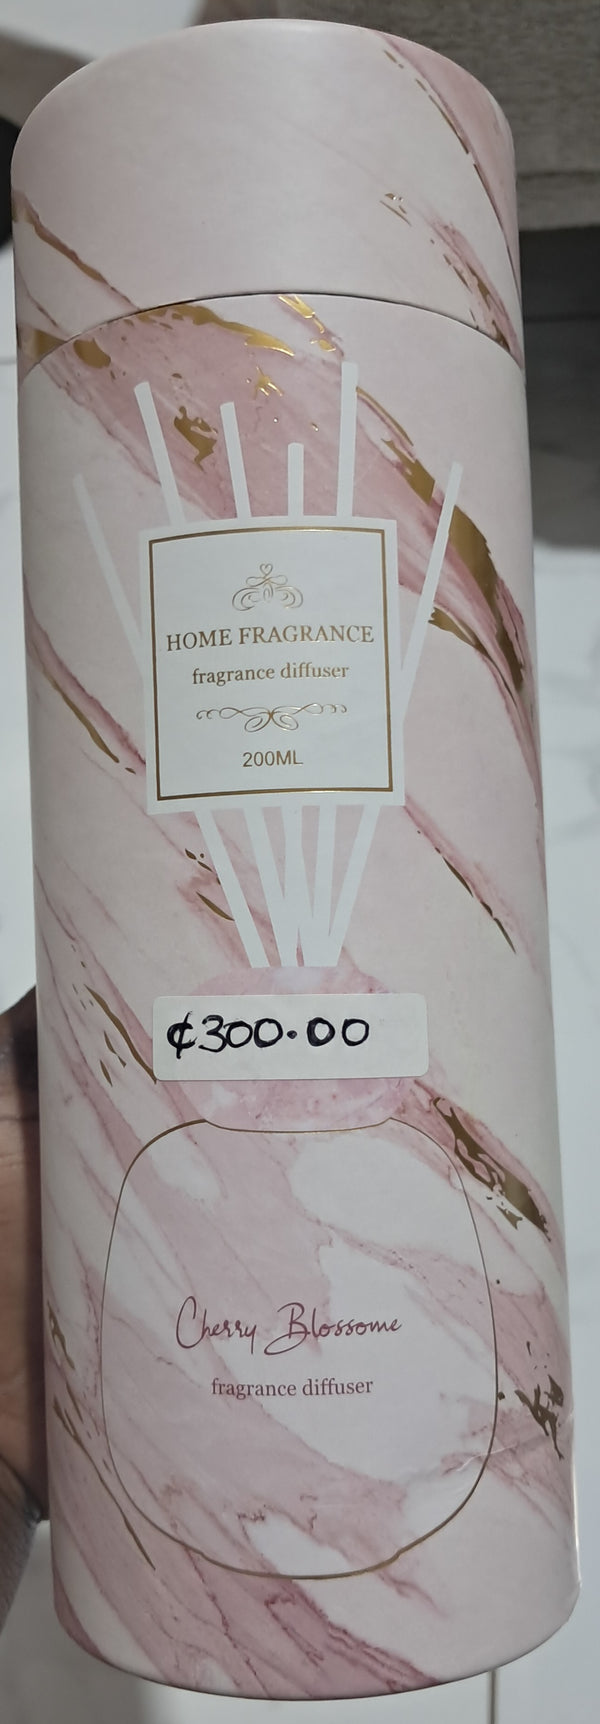 HOME FRAGRANCE
fragrance diffuser
200ML
₵300.00
Cherry Blossome
fragrance diffuser